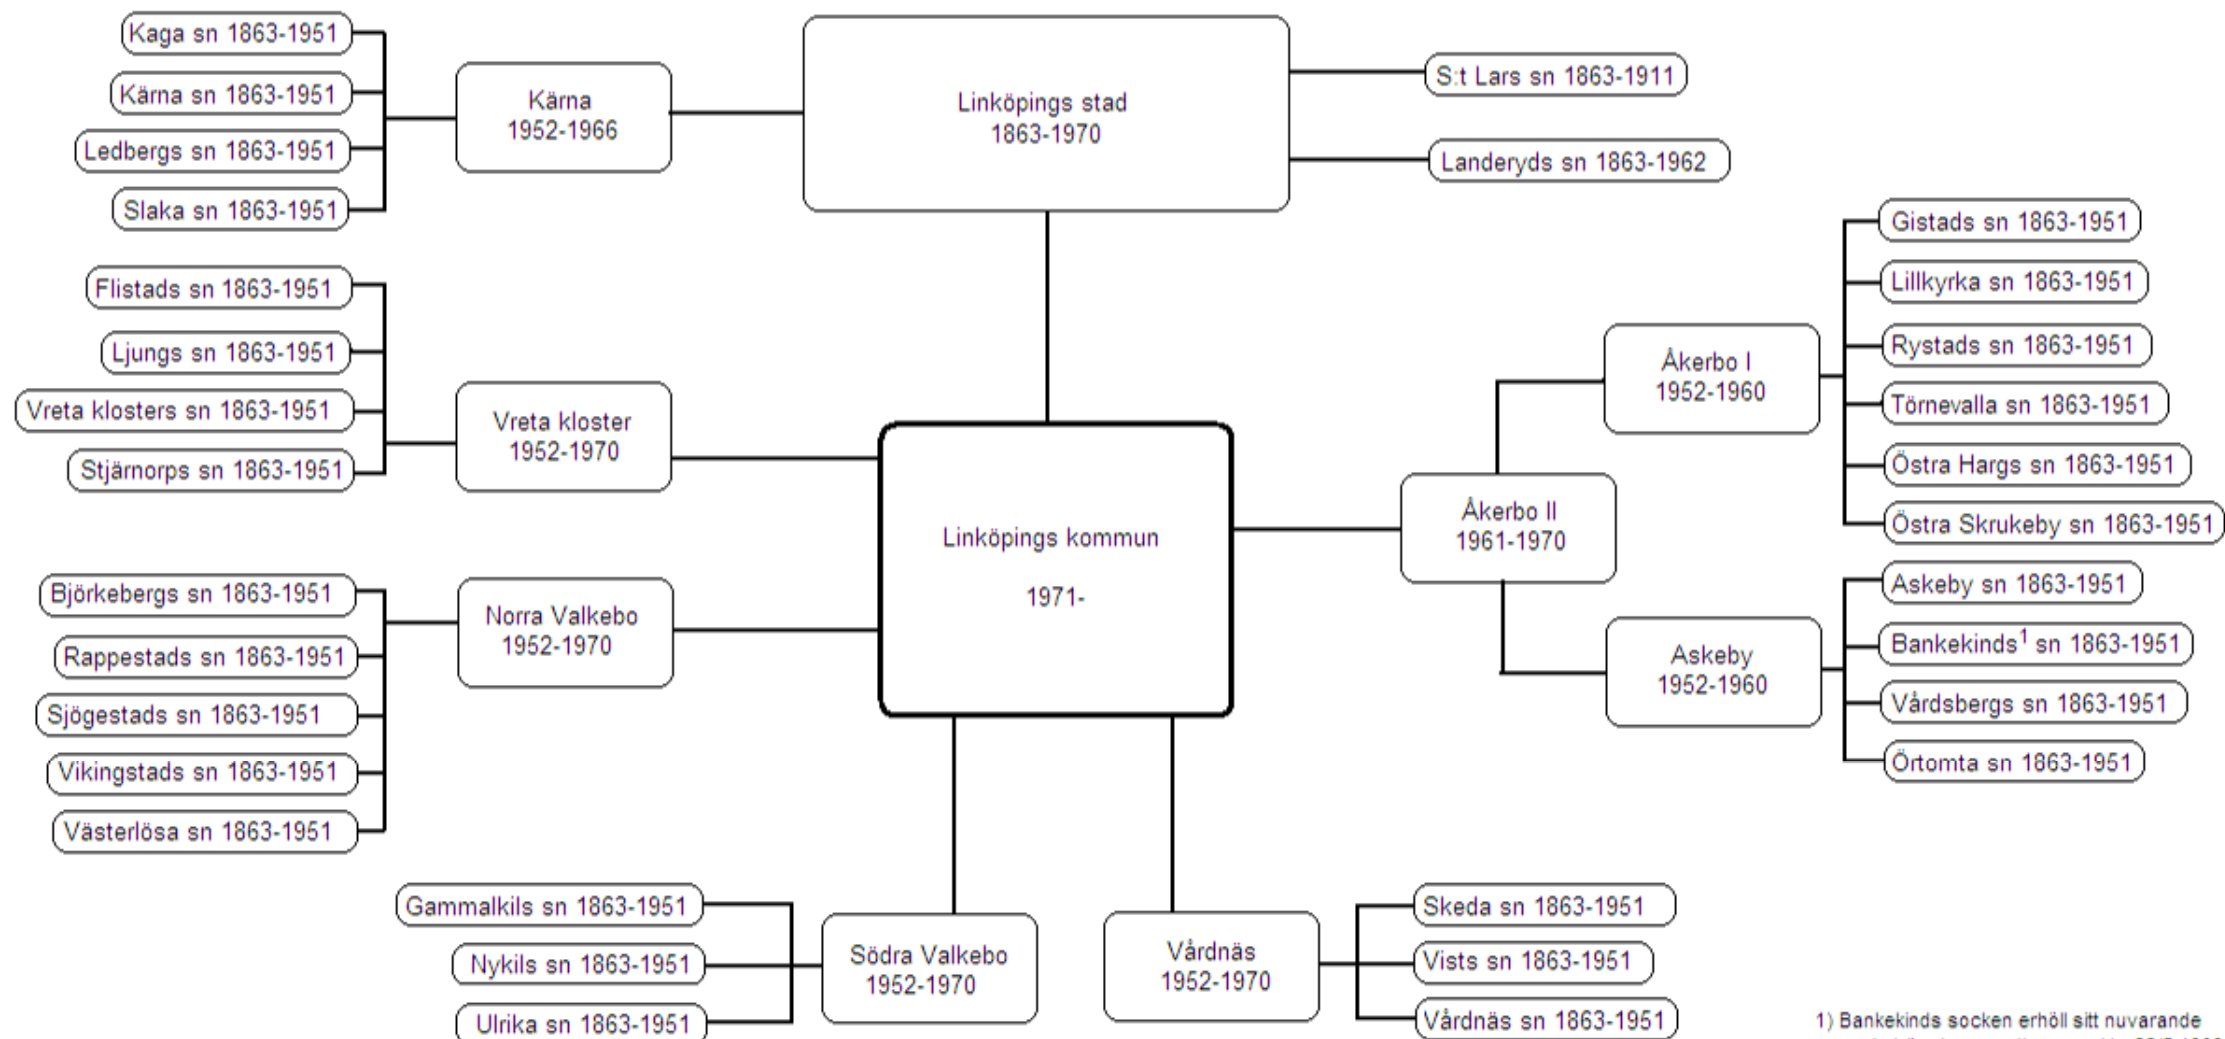 Kaga sn 1863-1951
Kärna sn 1863-1951
Ledbergs sn 1863-1951
Slaka sn 1863-1951
Kärna
1952-1966
Linköpings stad
1863-1970
S:t Lars sn 1863-1911
Landeryds sn 1863-1962
Flistads sn 1863-1951
Ljungs sn 1863-1951
Vreta klosters sn 1863-1951
Stjärnorps sn 1863-1951
Vreta kloster
1952-1970
Björkebergs sn 1863-1951
Rappestads sn 1863-1951
Sjögestads sn 1863-1951
Vikingstads sn 1863-1951
Västerlösa sn 1863-1951
Norra Valkebo
1952-1970
Linköpings kommun
1971-
Åkerbo II
1961-1970
Åkerbo I
1952-1960
Gistads sn 1863-1951
Lillkyrka sn 1863-1951
Rystads sn 1863-1951
Törnevalla sn 1863-1951
Östra Hargs sn 1863-1951
Östra Skrukeby sn 1863-1951
Askeby
1952-1960
Askeby sn 1863-1951
Bankekinds¹ sn 1863-1951
Vårdsbergs sn 1863-1951
Örtomta sn 1863-1951
Gammalkils sn 1863-1951
Nykils sn 1863-1951
Ulrika sn 1863-1951
Södra Valkebo
1952-1970
Vårdnäs
1952-1970
Skeda sn 1863-1951
Vists sn 1863-1951
Vårdnäs sn 1863-1951
1) Bankekinds socken erhöll sitt nuvarande